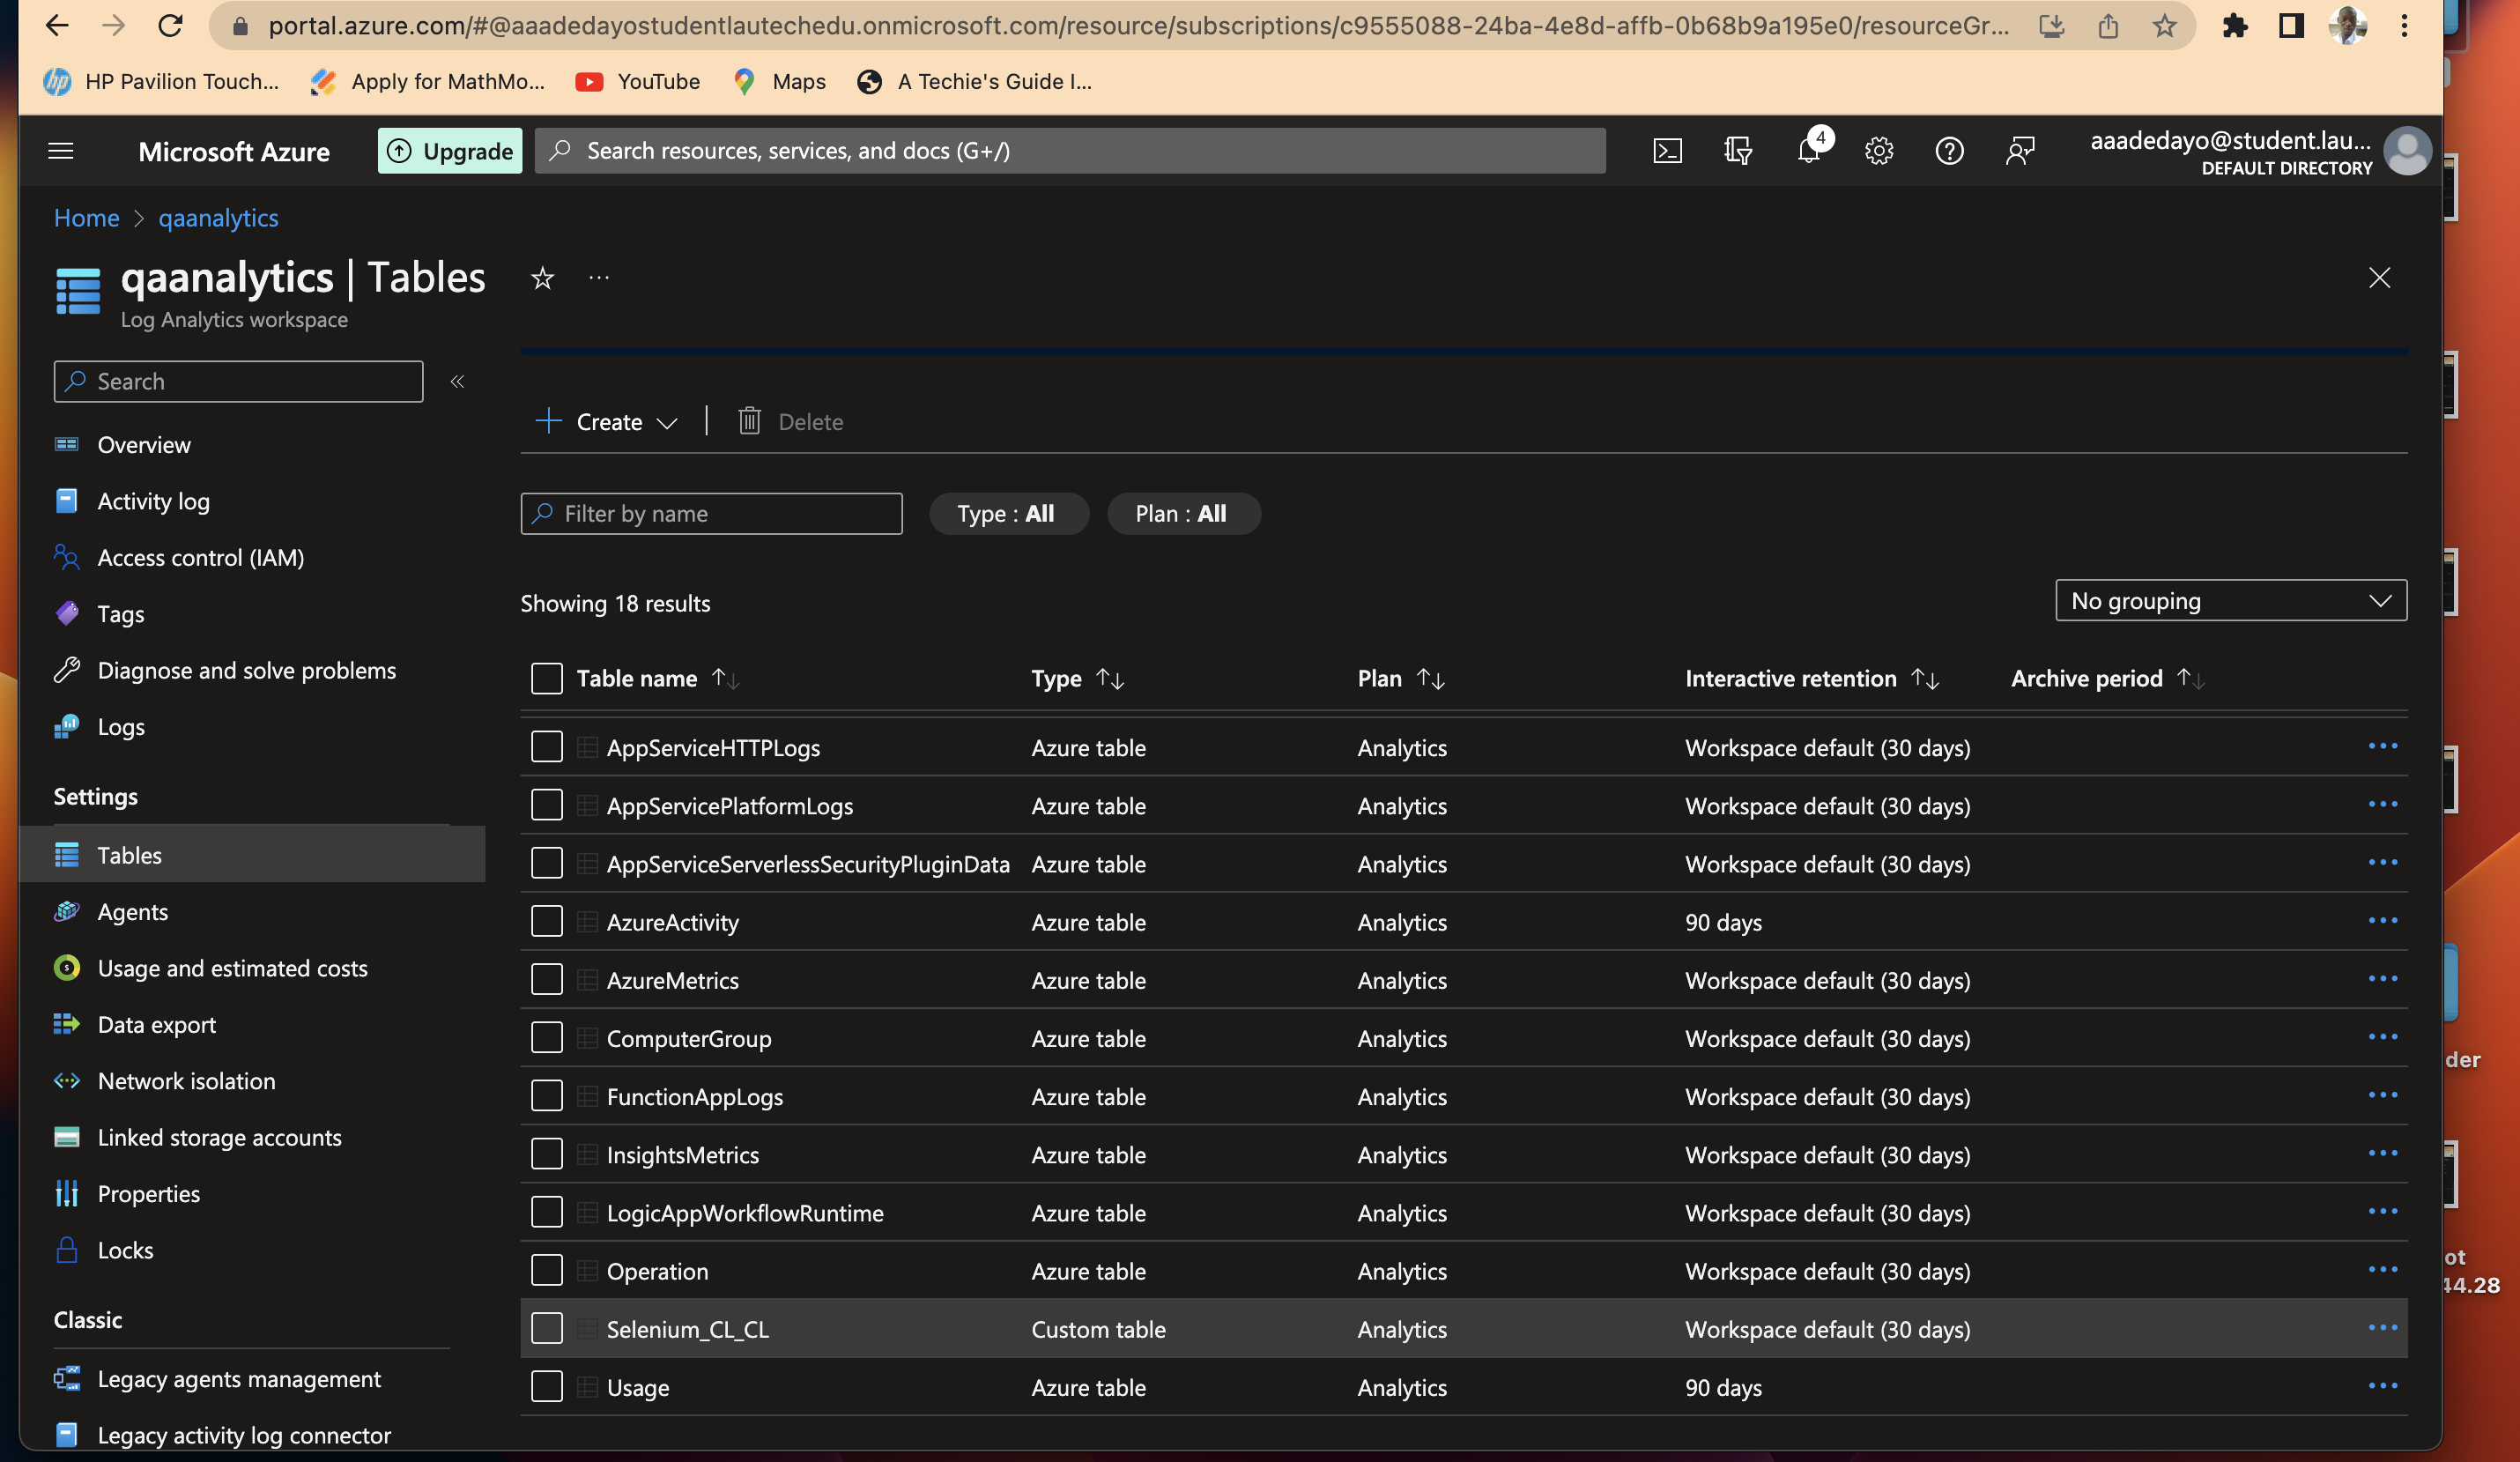 portal.azure.com/#@aaadedayostudentlautechedu.onmicrosoft.com/resource/subscriptions/c9555088-24ba-4e8d-affb-0b68b9a195e0/resourceGr...
HP Pavilion Touch... Apply for MathMo... YouTube Maps A Techie's Guide I...
Microsoft Azure Upgrade Search resources, services, and docs (G+/) 4 aaadedayo@student.lau...
DEFAULT DIRECTORY
Home > qaanalytics
qaanalytics | Tables ...
Log Analytics workspace
Search «
Overview
Activity log
Access control (IAM)
Tags
Diagnose and solve problems
Logs
Settings
Tables
Agents
Usage and estimated costs
Data export
Network isolation
Linked storage accounts
Properties
Locks
Classic
Legacy agents management
Legacy activity log connector
Create Delete
Filter by name Type : All Plan : All
Showing 18 results No grouping
Table name Type Plan Interactive retention Archive period
AppServiceHTTPLogs Azure table Analytics Workspace default (30 days)
AppServicePlatformLogs Azure table Analytics Workspace default (30 days)
AppServiceServerlessSecurityPluginData Azure table Analytics Workspace default (30 days)
AzureActivity Azure table Analytics 90 days
AzureMetrics Azure table Analytics Workspace default (30 days)
ComputerGroup Azure table Analytics Workspace default (30 days)
FunctionAppLogs Azure table Analytics Workspace default (30 days)
InsightsMetrics Azure table Analytics Workspace default (30 days)
LogicAppWorkflowRuntime Azure table Analytics Workspace default (30 days)
Operation Azure table Analytics Workspace default (30 days)
Selenium_CL_CL Custom table Analytics Workspace default (30 days)
Usage Azure table Analytics 90 days
der
ot
44.28